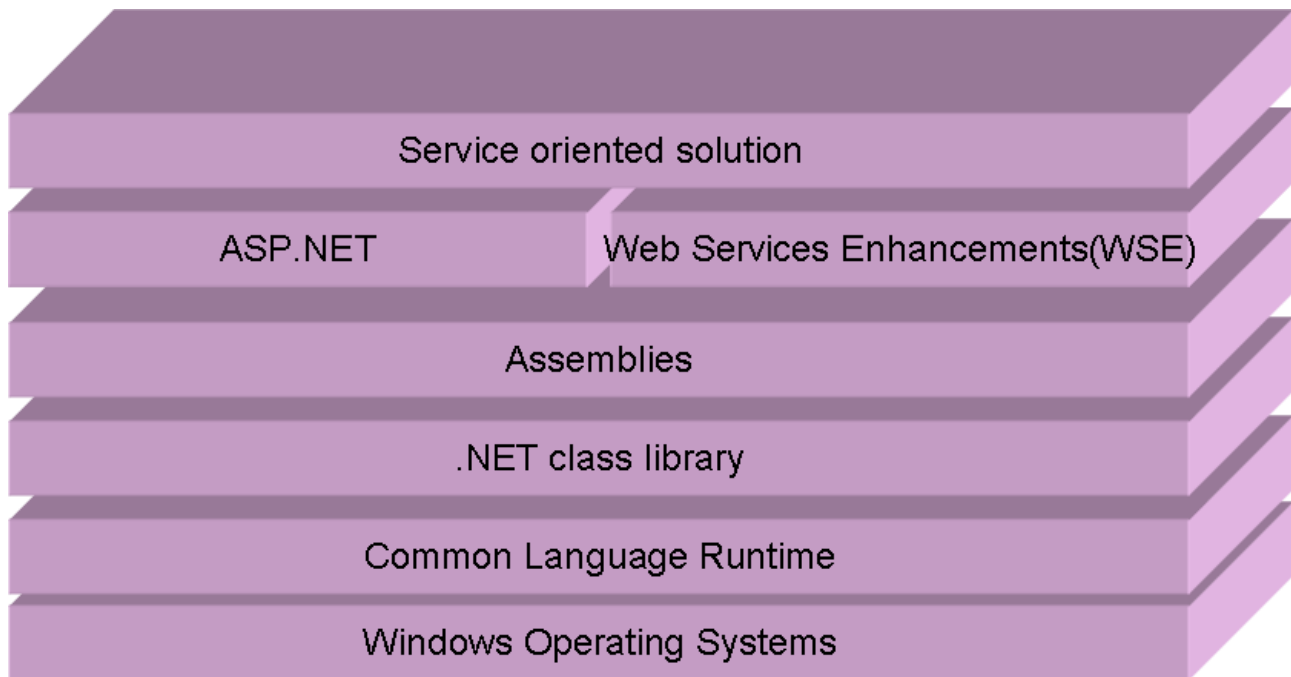 Service oriented solution
ASP.NET
Web Services Enhancements(WSE)
Assemblies
.NET class library
Common Language Runtime
Windows Operating Systems